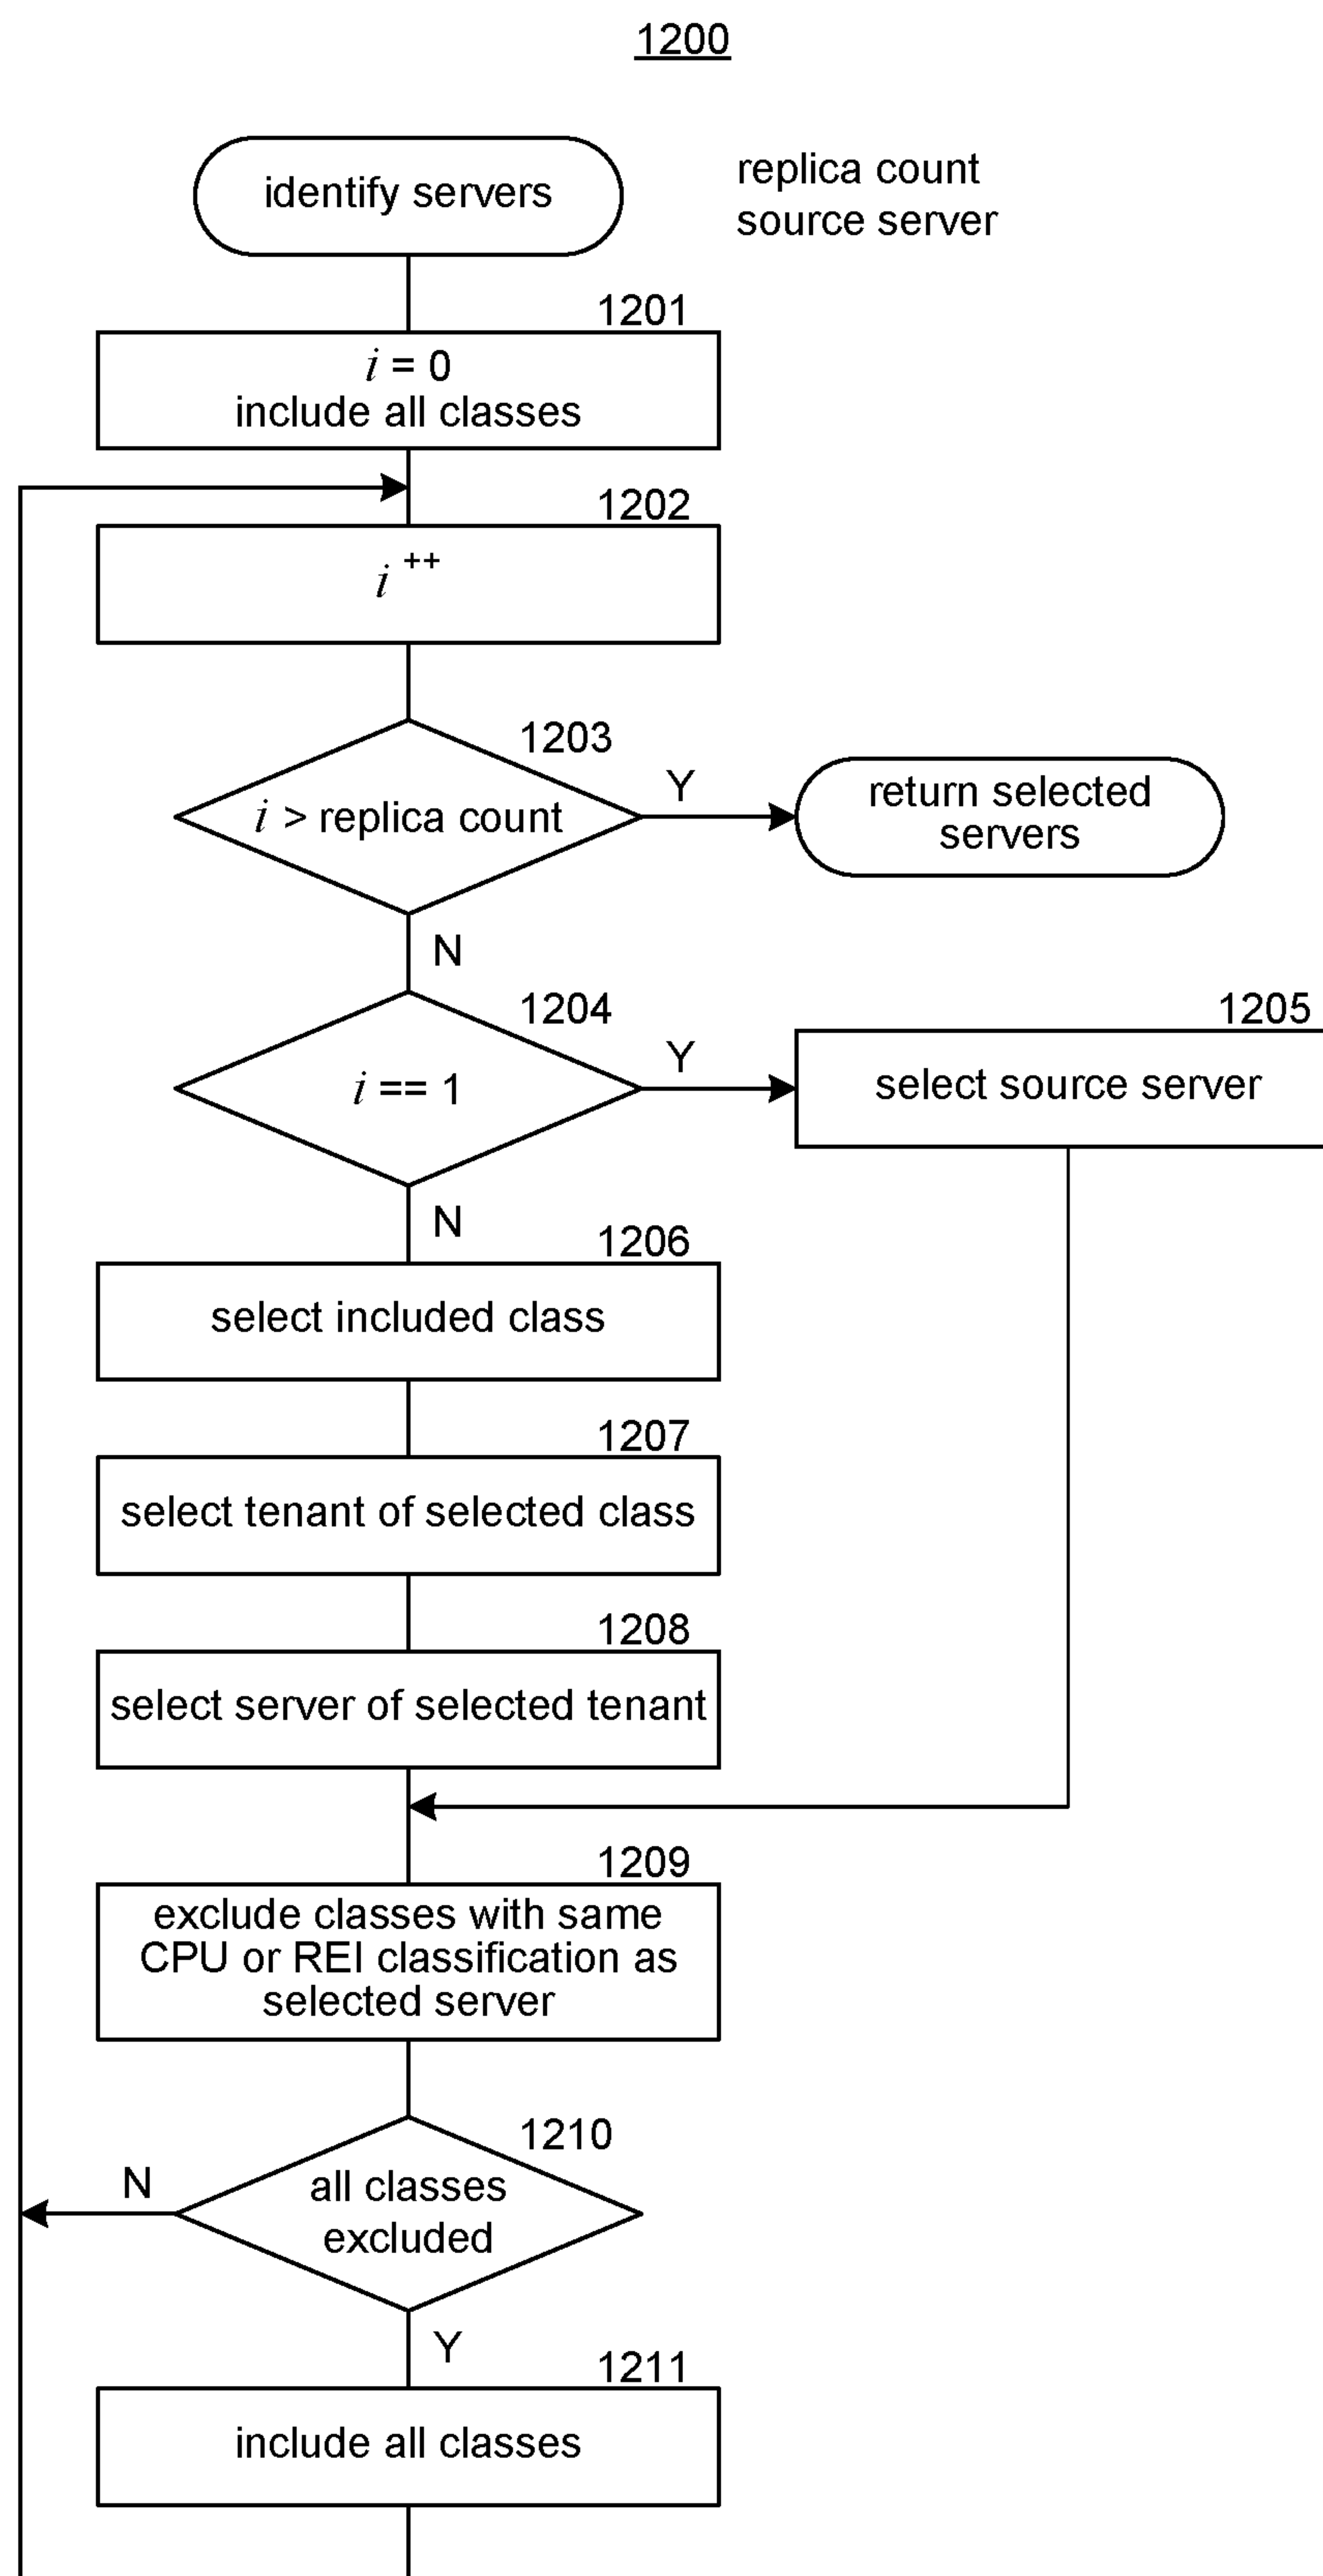 1200
identify servers
replica count
source server
1201
i = 0
include all classes
1202
i ++
1203
i > replica count
Y
return selected
servers
N
1204
i == 1
Y
1205
select source server
N
1206
select included class
1207
select tenant of selected class
1208
select server of selected tenant
1209
exclude classes with same
CPU or REI classification as
selected server
1210
all classes
excluded
N
Y
1211
include all classes